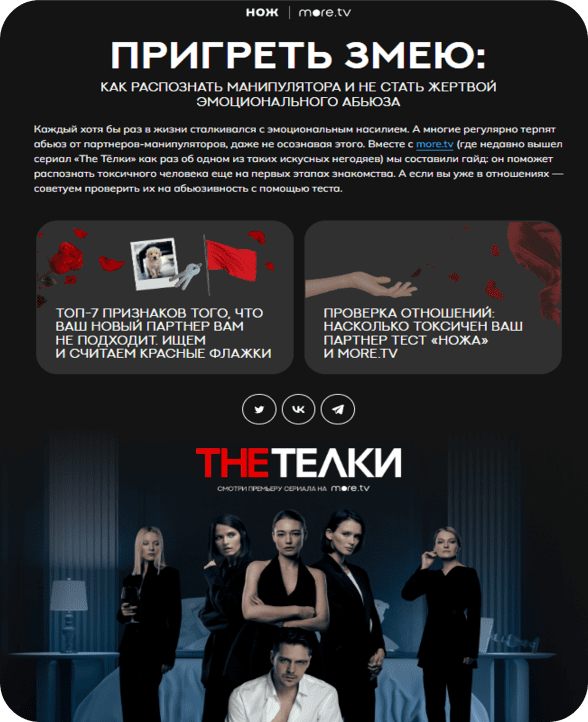 НОЖ | more.tv
ПРИГРЕТЬ ЗМЕЮ:
КАК РАСПОЗНАТЬ МАНИПУЛЯТОРА И НЕ СТАТЬ ЖЕРТВОЙ
ЭМОЦИОНАЛЬНОГО АБЬЮЗА
Каждый хотя бы раз в жизни сталкивался с эмоциональным насилием. А многие регулярно терпят
абьюз от партнеров-манипуляторов, даже не осознавая этого. Вместе с more.tv (где недавно вышел
сериал «The Тёлки» как раз об одном из таких искусных негодяев) мы составили гайд: он поможет
распознать токсичного человека еще на первых этапах знакомства. А если вы уже в отношениях —
советуем проверить их на абьюзивность с помощью теста.
ТОП-7 ПРИЗНАКОВ ТОГО, ЧТО
ВАШ НОВЫЙ ПАРТНЕР ВАМ
НЕ ПОДХОДИТ. ИЩЕМ
И СЧИТАЕМ КРАСНЫЕ ФЛАЖКИ
ПРОВЕРКА ОТНОШЕНИЙ:
НАСКОЛЬКО ТОКСИЧЕН ВАШ
ПАРТНЕР ТЕСТ «НОЖА»
И MORE.TV
THE ТЕЛКИ
СМОТРИ ПРЕМЬЕРУ СЕРИАЛА НА more.tv